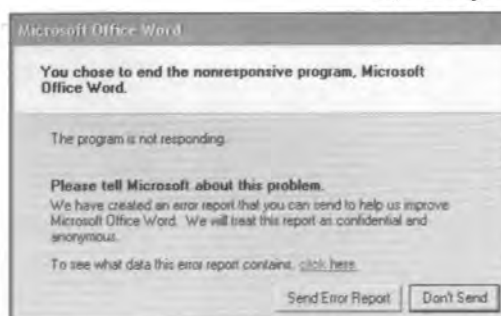 Microsoft Office Word
You chose to end the nonresponsive program, Microsoft
Office Word.
The program is not responding.
Please tell Microsoft about this problem.
We have created an error report that you can send to help us improve
Microsoft Office Word. We will treat this report as confidential and
anonymous.
To see what data this error report contains, click here.
Send Error Report
Don't Send